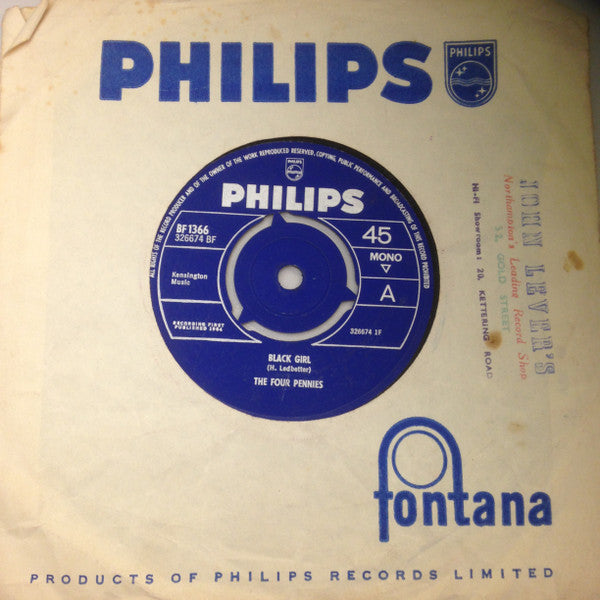 PHILIPS
PHILIPS
ALL RIGHTS OF THE RECORD PRODUCER AND OF THE OWNER OF THE WORK REPRODUCED RESERVED. COPYING, PUBLIC PERFORMANCE AND BROADCASTING OF THIS RECORD PROHIBITED
PHILIPS
PHILIPS
BF 1366
326674 BF
45
MONO
A
Kensington
Music
RECORDING FIRST
PUBLISHED 1964
326674 1F
BLACK GIRL
(H. Ledbetter)
THE FOUR PENNIES
JOHN LEVER'S
Northampton's Leading Record Shop
52, GOLD STREET
Hi-Fi Showroom: 20, KETTERING ROAD
fontana
PRODUCTS OF PHILIPS RECORDS LIMITED